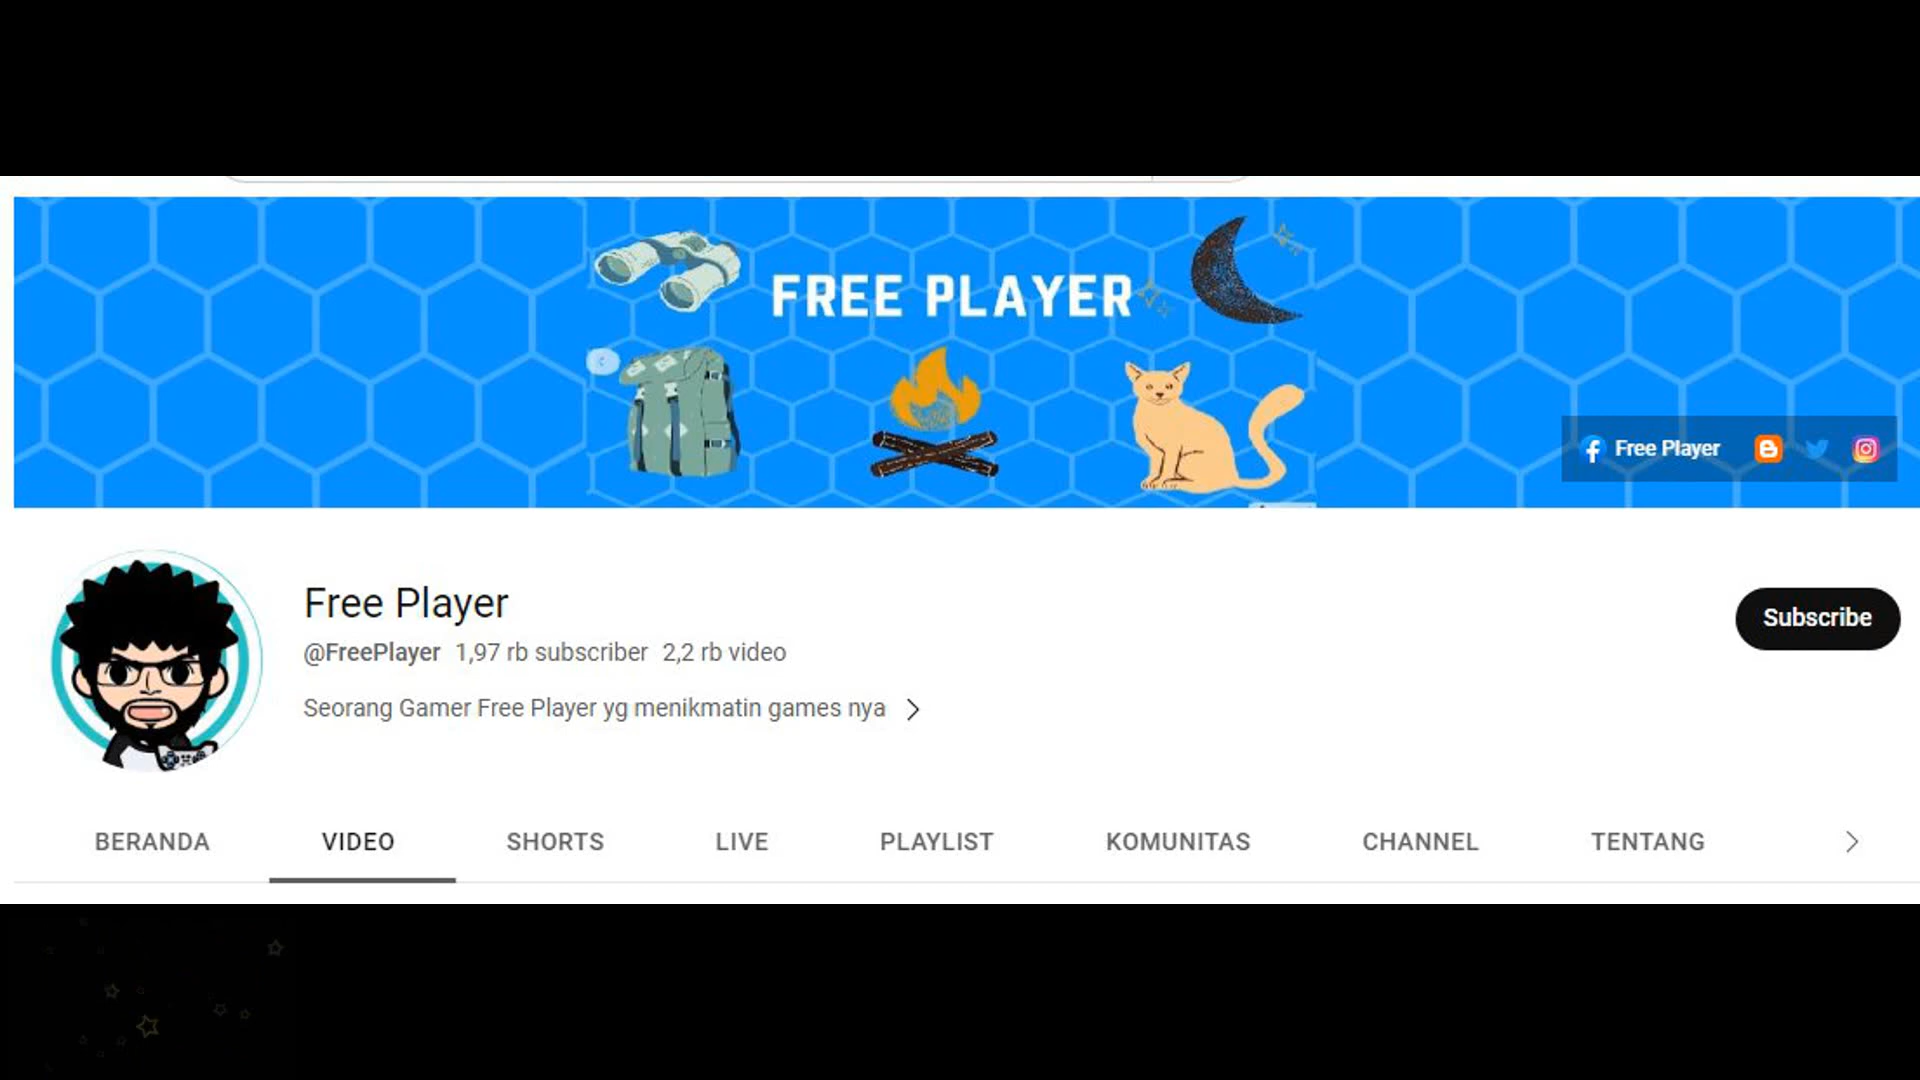 FREE PLAYER
Free Player
Free Player
@FreePlayer 1,97 rb subscriber 2,2 rb video
Subscribe
Seorang Gamer Free Player yg menikmatin games nya
BERANDA VIDEO SHORTS LIVE PLAYLIST KOMUNITAS CHANNEL TENTANG